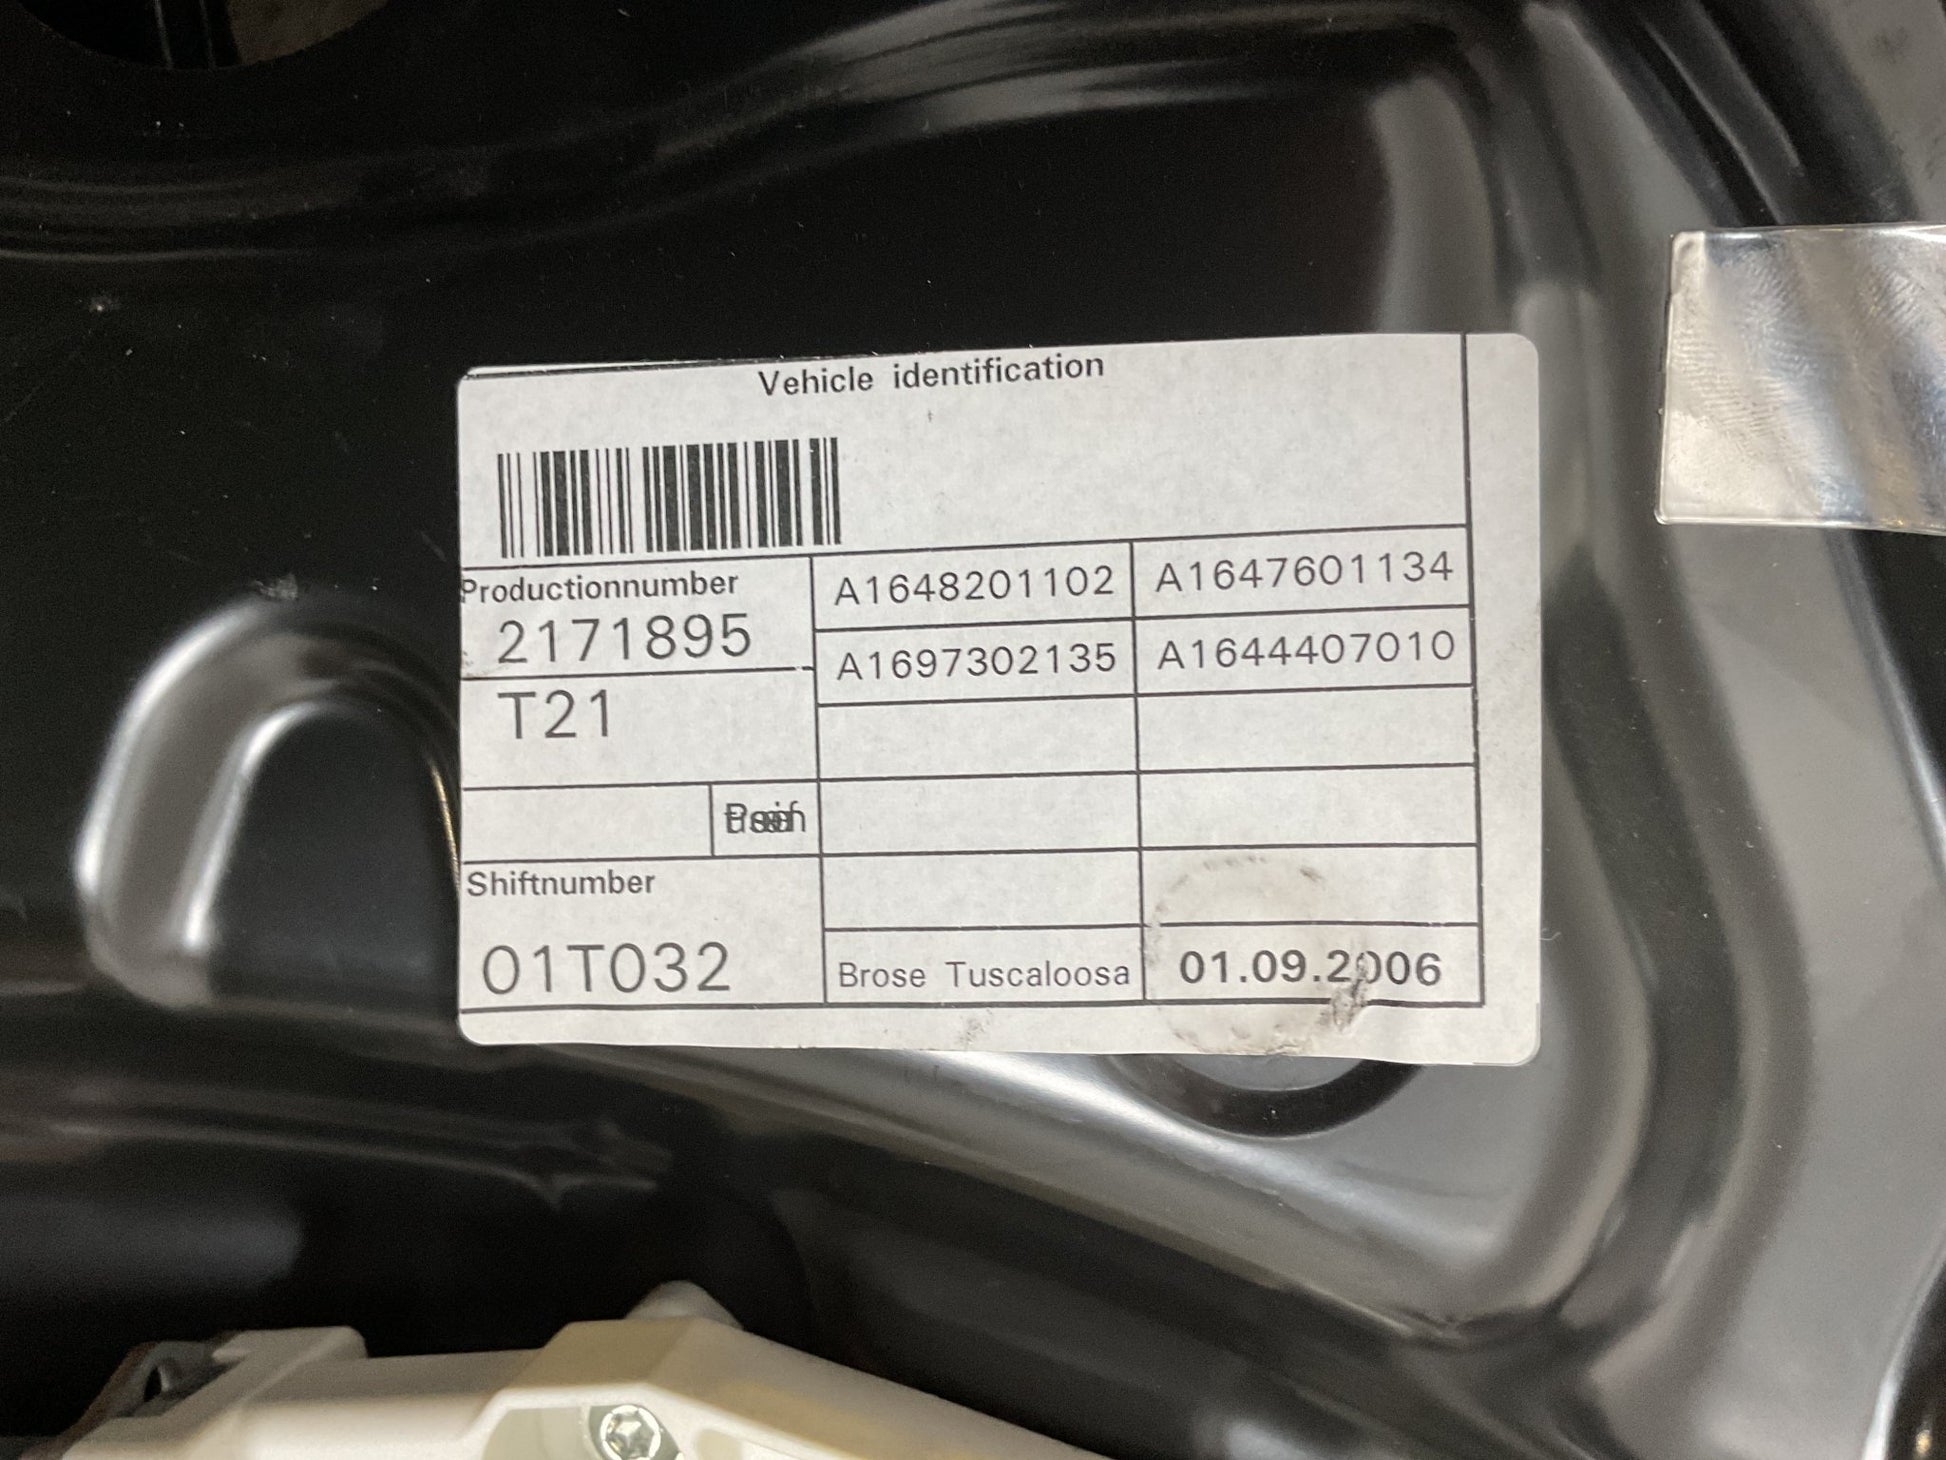 Vehicle identification
Productionnumber
2171895
A1648201102
A1647601134
A1697302135
A1644407010
T21
Shiftnumber
01T032
Brose Tuscaloosa
01.09.2006